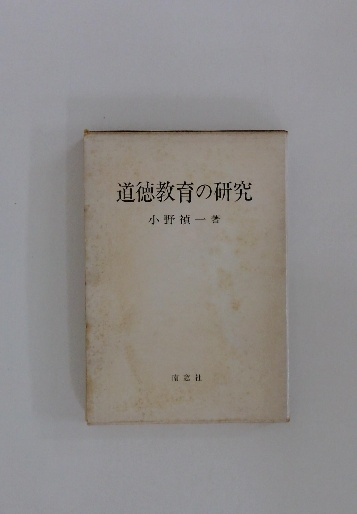 道徳教育の研究
小野禎一著
南窓社